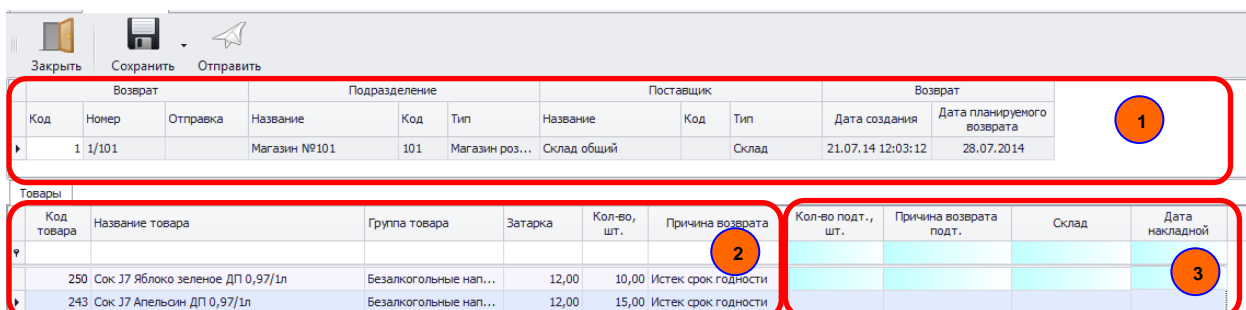 Закрыть Сохранить Отправить
Возврат Подразделение Поставщик Возврат
Код Номер Отправка Название Код Тип Название Код Тип Дата создания Дата планируемого возврата
1 1/101 Магазин №101 101 Магазин роз... Склад общий Склад 21.07.14 12:03:12 28.07.2014
1
Товары
Код товара Название товара Группа товара Затарка Кол-во, шт. Причина возврата Кол-во подт., шт. Причина возврата подт. Склад Дата накладной
2
3
250 Сок J7 Яблоко зеленое ДП 0,97/1л Безалкогольные нап... 12,00 10,00 Истек срок годности
243 Сок J7 Апельсин ДП 0,97/1л Безалкогольные нап... 12,00 15,00 Истек срок годности